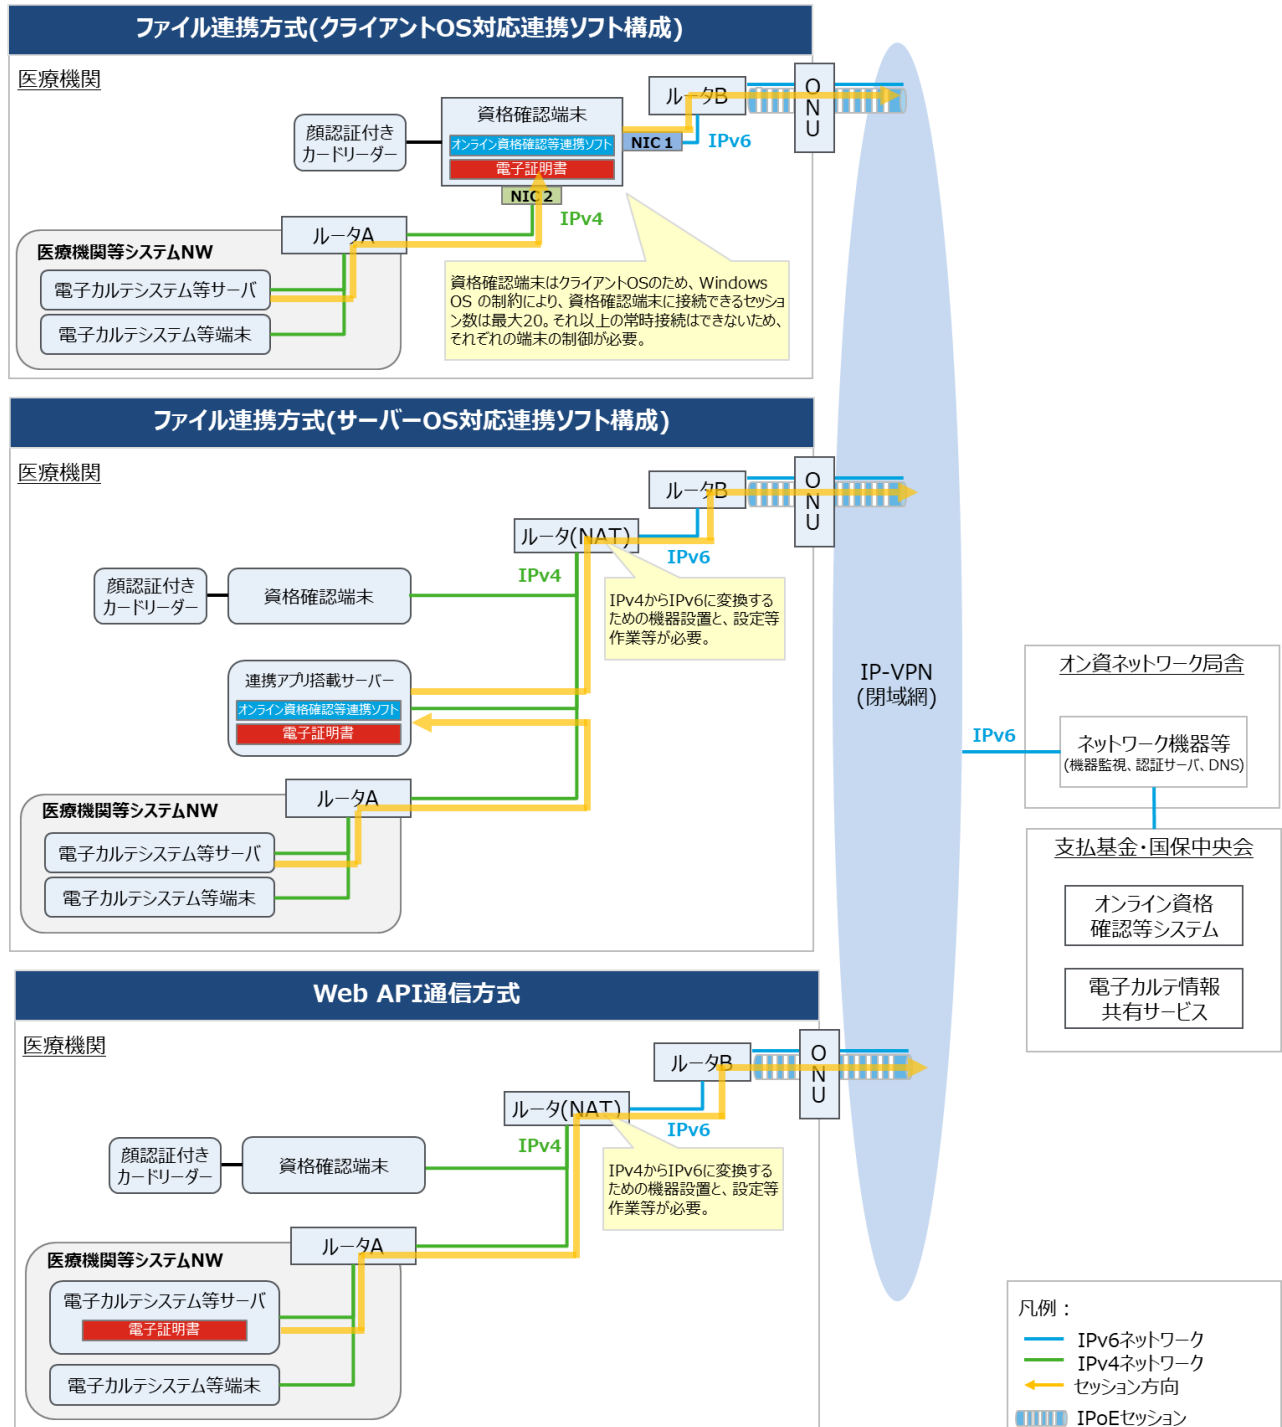 ファイル連携方式(クライアントOS対応連携ソフト構成)
医療機関
ルータB
ONU
資格確認端末
オンライン資格確認等連携ソフト
電子証明書
NIC 1
IPv6
顔認証付き
カードリーダー
NIC 2
IPv4
ルータA
医療機関等システムNW
電子カルテシステム等サーバ
電子カルテシステム等端末
資格確認端末はクライアントOSのため、Windows
OS の制約により、資格確認端末に接続できるセッショ
ン数は最大20。それ以上の常時接続はできないため、
それぞれの端末の制御が必要。
ファイル連携方式(サーバーOS対応連携ソフト構成)
医療機関
ルータB
ONU
ルータ(NAT)
IPv6
IPv4
顔認証付き
カードリーダー
資格確認端末
IPv4からIPv6に変換する
ための機器設置と、設定等
作業等が必要。
連携アプリ搭載サーバー
オンライン資格確認等連携ソフト
電子証明書
ルータA
医療機関等システムNW
電子カルテシステム等サーバ
電子カルテシステム等端末
IP-VPN
(閉域網)
IPv6
オン資ネットワーク局舎
ネットワーク機器等
(機器監視、認証サーバ、DNS)
支払基金・国保中央会
オンライン資格
確認等システム
電子カルテ情報
共有サービス
Web API通信方式
医療機関
ルータB
ONU
ルータ(NAT)
IPv6
IPv4
顔認証付き
カードリーダー
資格確認端末
IPv4からIPv6に変換する
ための機器設置と、設定等
作業等が必要。
ルータA
医療機関等システムNW
電子カルテシステム等サーバ
電子証明書
電子カルテシステム等端末
凡例：
IPv6ネットワーク
IPv4ネットワーク
セッション方向
IPoEセッション